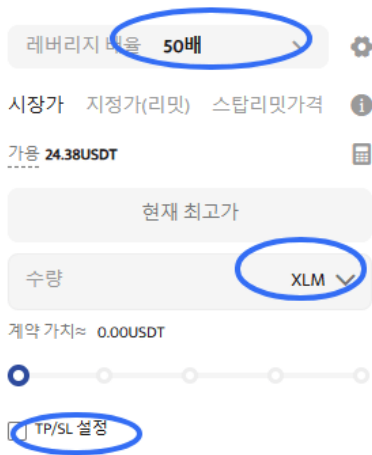 레버리지 배율 50배
시장가 지정가(리밋) 스탑리밋가격
가용 24.38USDT
현재 최고가
수량 XLM
계약 가치≈ 0.00USDT
TP/SL 설정